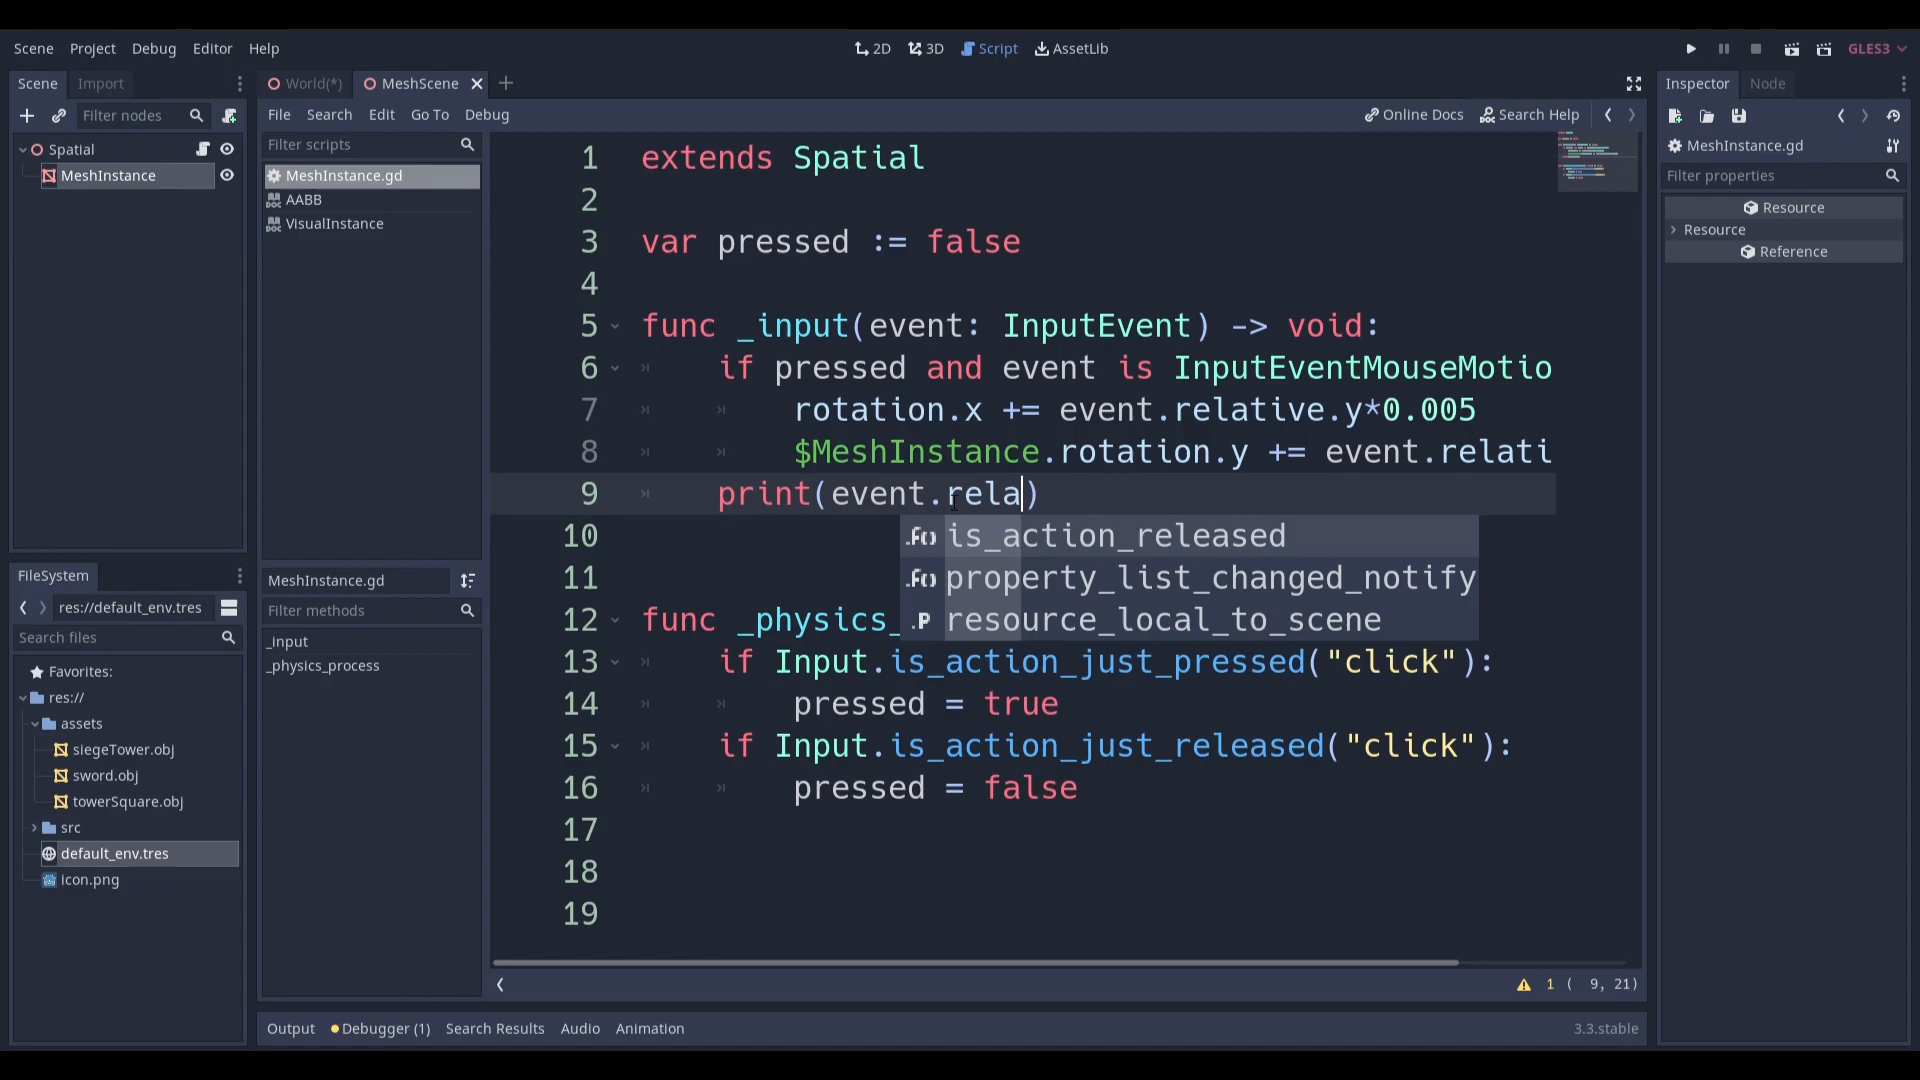 Scene Project Debug Editor Help
2D 3D Script AssetLib
GLES3
Scene Import
World(*) MeshScene
Inspector Node
Filter nodes
File Search Edit Go To Debug
Online Docs Search Help
Spatial
MeshInstance
Filter scripts
MeshInstance.gd
AABB
VisualInstance
MeshInstance.gd
Filter methods
_input
_physics_process
FileSystem
res://default_env.tres
Search files
Favorites:
res://
assets
siegeTower.obj
sword.obj
towerSquare.obj
src
default_env.tres
icon.png
1 extends Spatial
2
3 var pressed := false
4
5 func _input(event: InputEvent) -> void:
6 if pressed and event is InputEventMouseMotio
7 rotation.x += event.relative.y*0.005
8 $MeshInstance.rotation.y += event.relati
9 print(event.rela)
10 is_action_released
11 property_list_changed_notify
12 func _physics_ resource_local_to_scene
13 if Input.is_action_just_pressed("click"):
14 pressed = true
15 if Input.is_action_just_released("click"):
16 pressed = false
17
18
19
1 ( 9, 21)
MeshInstance.gd
Filter properties
Resource
Resource
Reference
Output Debugger (1) Search Results Audio Animation
3.3.stable